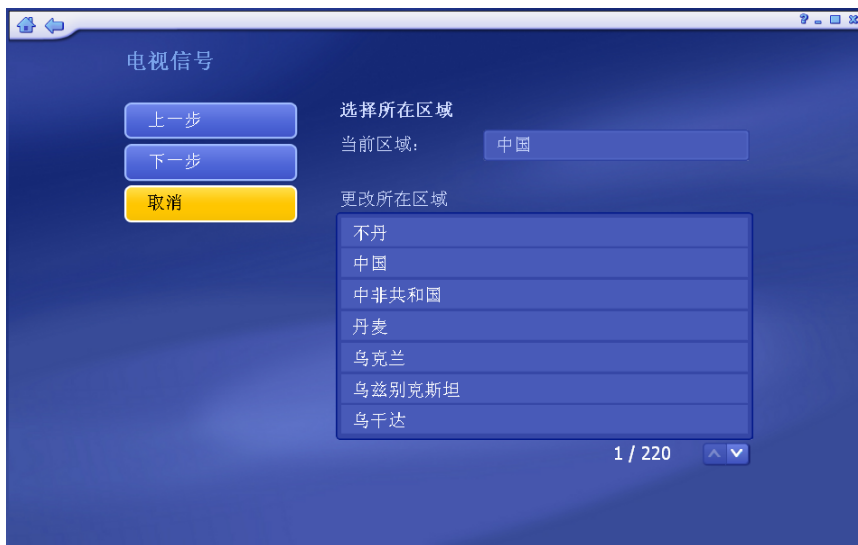 电视信号
上一步
下一步
取消
选择所在区域
当前区域：
中国
更改所在区域
不丹
中国
中非共和国
丹麦
乌克兰
乌兹别克斯坦
乌干达
1 / 220